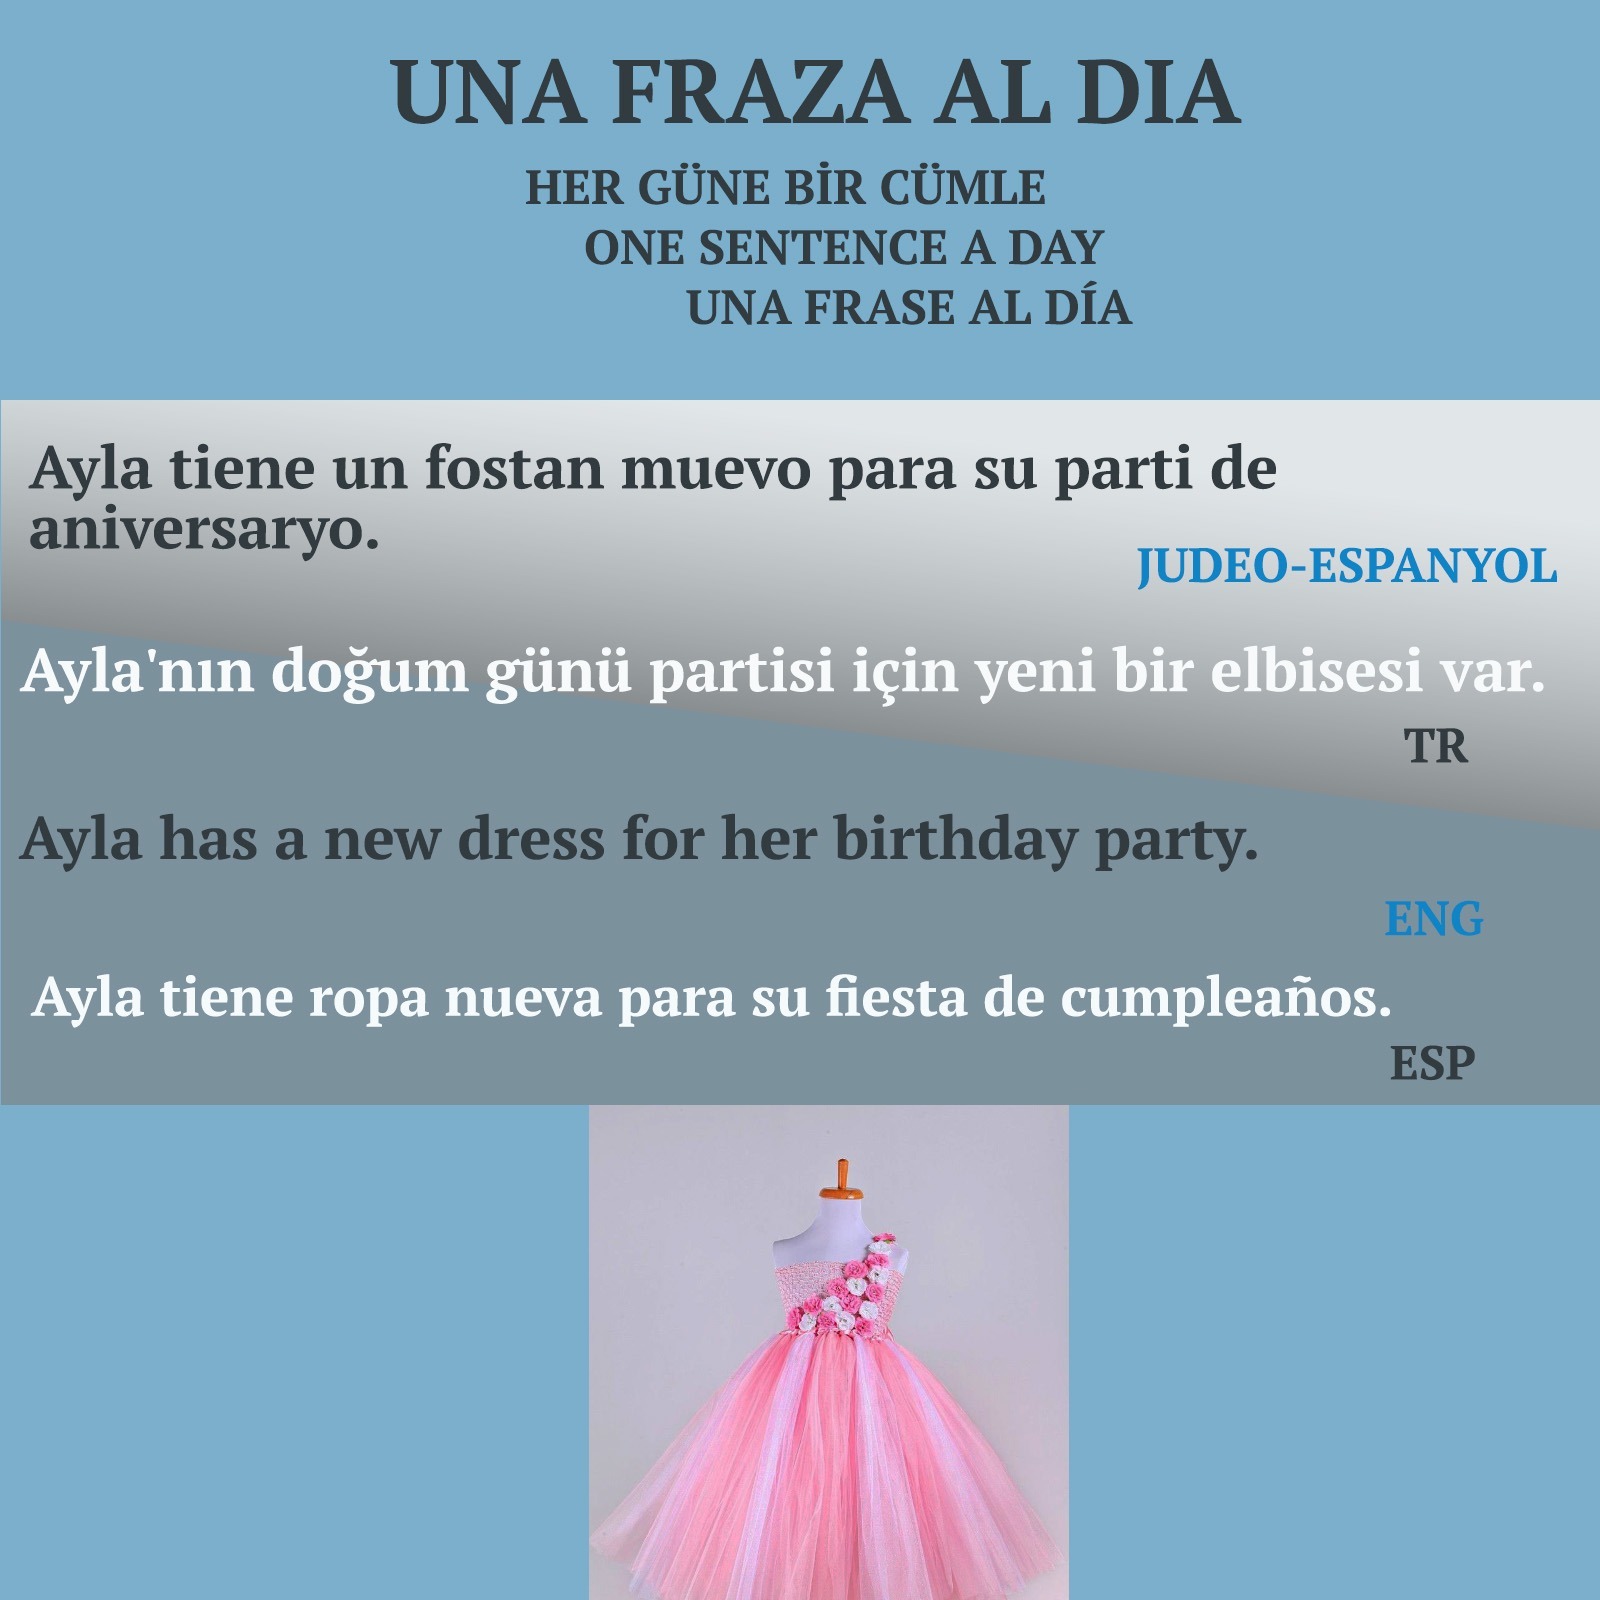 UNA FRAZA AL DIA
HER GÜNE BİR CÜMLE
ONE SENTENCE A DAY
UNA FRASE AL DÍA
Ayla tiene un fostan muevo para su parti de
aniversaryo.
JUDEO-ESPANYOL
Ayla'nın doğum günü partisi için yeni bir elbisesi var.
TR
Ayla has a new dress for her birthday party.
ENG
Ayla tiene ropa nueva para su fiesta de cumpleaños.
ESP